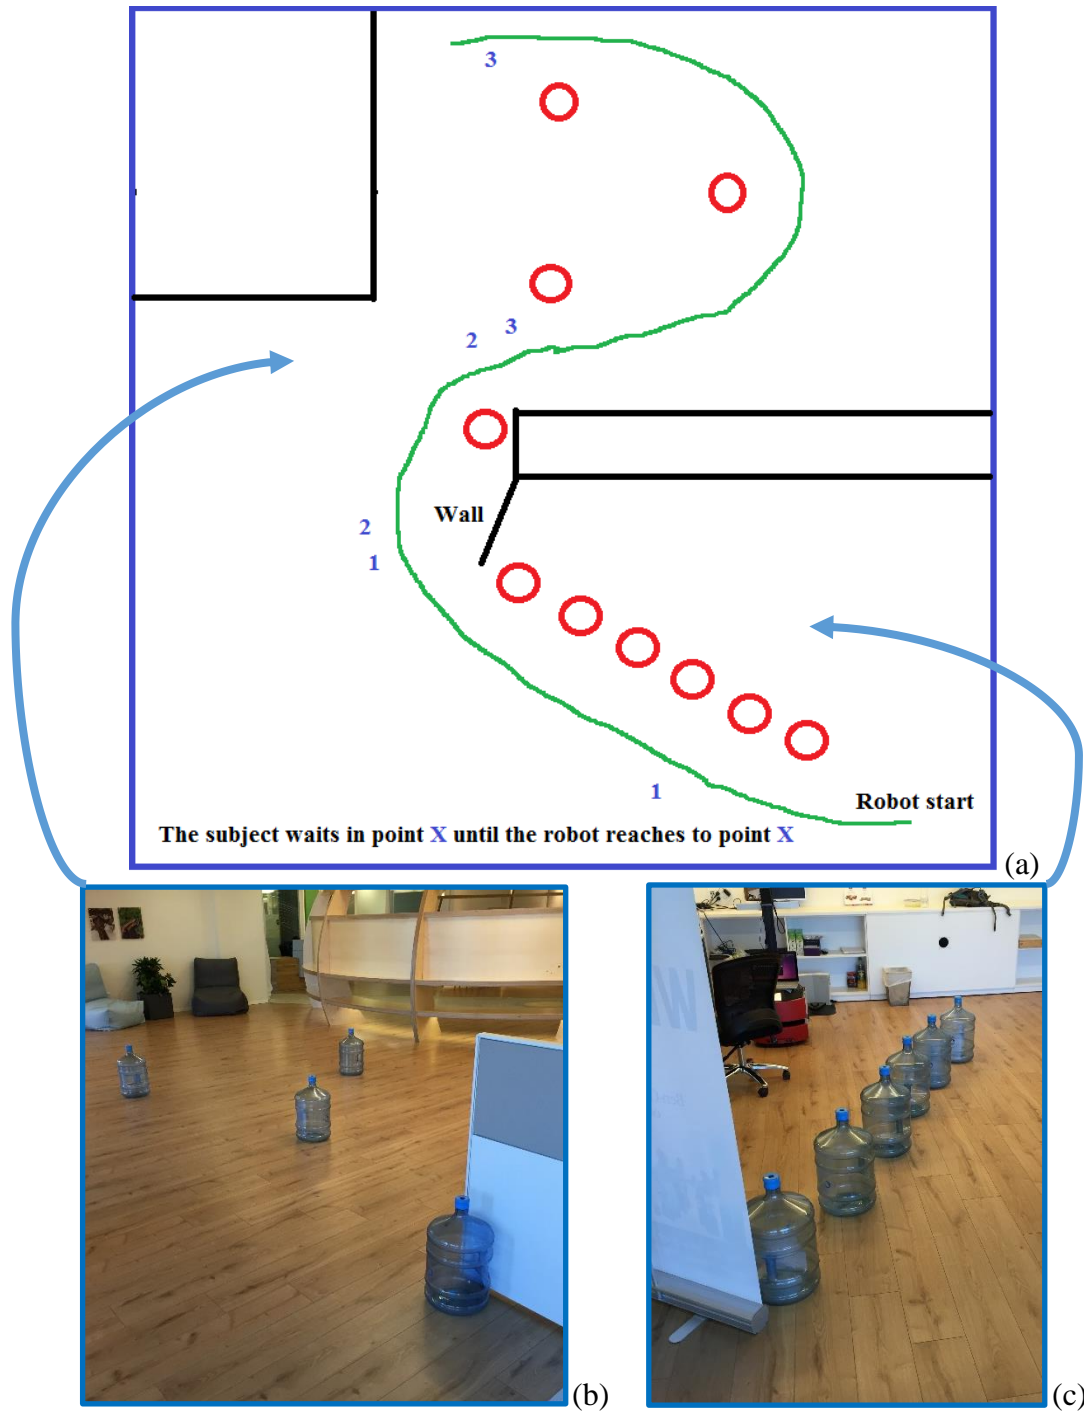 3
3
2
Wall
2
1
1
Robot start
The subject waits in point X until the robot reaches to point X
(a)
W
(b)
(c)